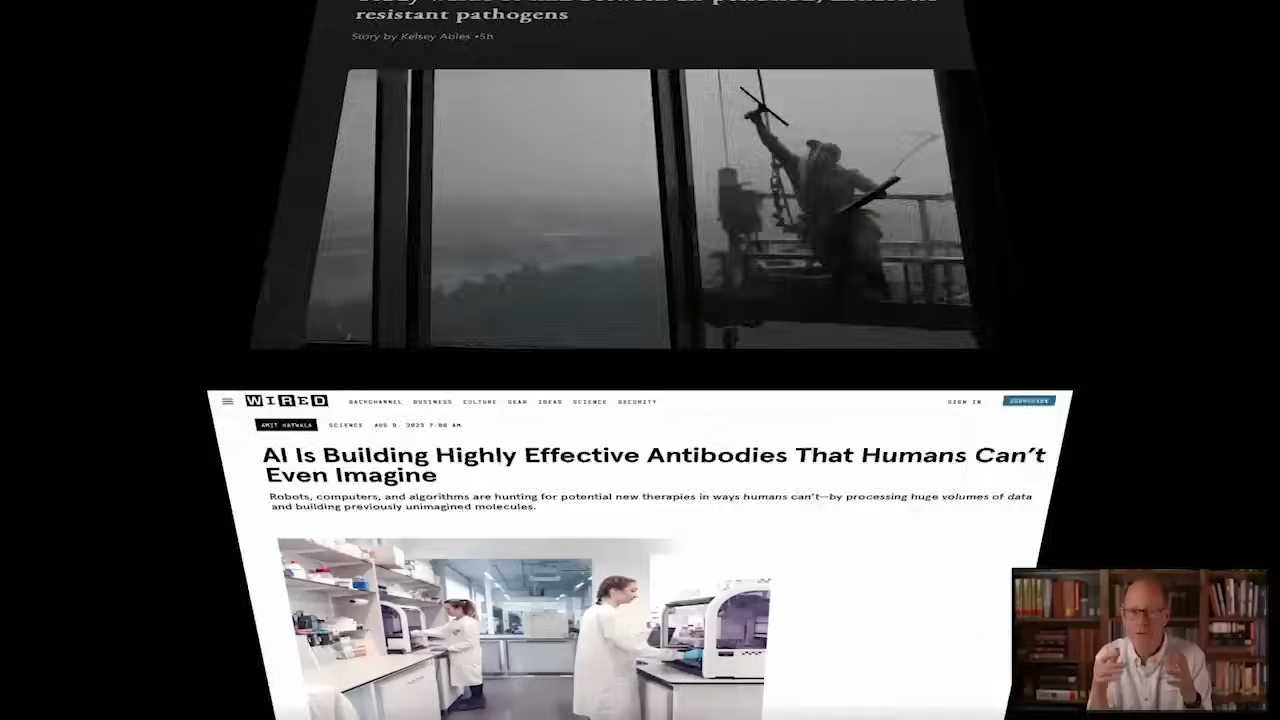 resistant pathogens
Story by Kelsey Ables •5h
WIRED BACKCHANNEL BUSINESS CULTURE GEAR IDEAS SCIENCE SECURITY SIGN IN SUBSCRIBE
AMIT KATWALA SCIENCE AUG 9, 2023 7:00 AM
AI Is Building Highly Effective Antibodies That Humans Can't
Even Imagine
Robots, computers, and algorithms are hunting for potential new therapies in ways humans can't—by processing huge volumes of data
and building previously unimagined molecules.